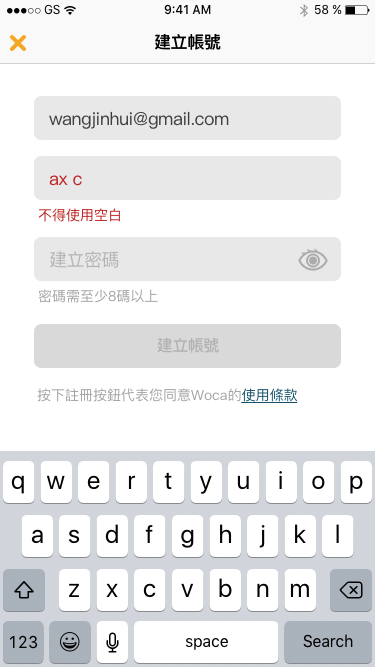 GS 9:41 AM 58 %
建立帳號
wangjinhui@gmail.com
ax c
不得使用空白
建立密碼
密碼需至少8碼以上
建立帳號
按下註冊按鈕代表您同意Woca的使用條款
q w e r t y u i o p
a s d f g h j k l
z x c v b n m
123 space Search